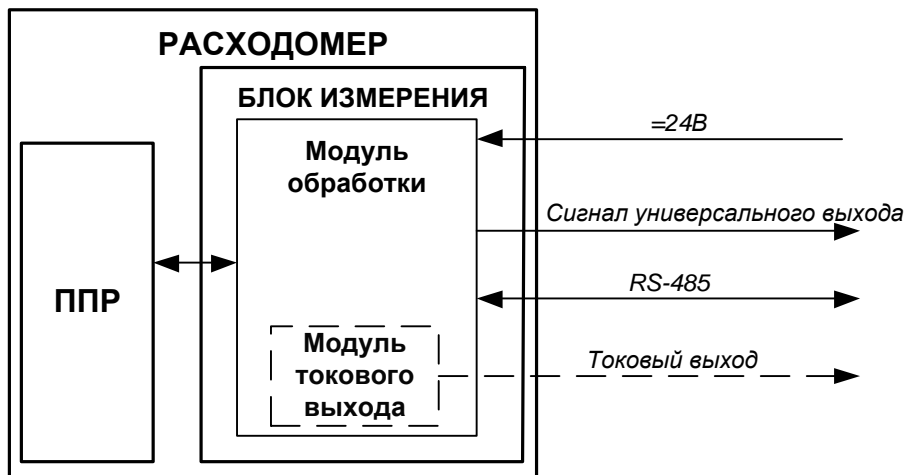 РАСХОДОМЕР
БЛОК ИЗМЕРЕНИЯ
Модуль
обработки
ППР
Модуль
токового
выхода
=24В
Сигнал универсального выхода
RS-485
Токовый выход